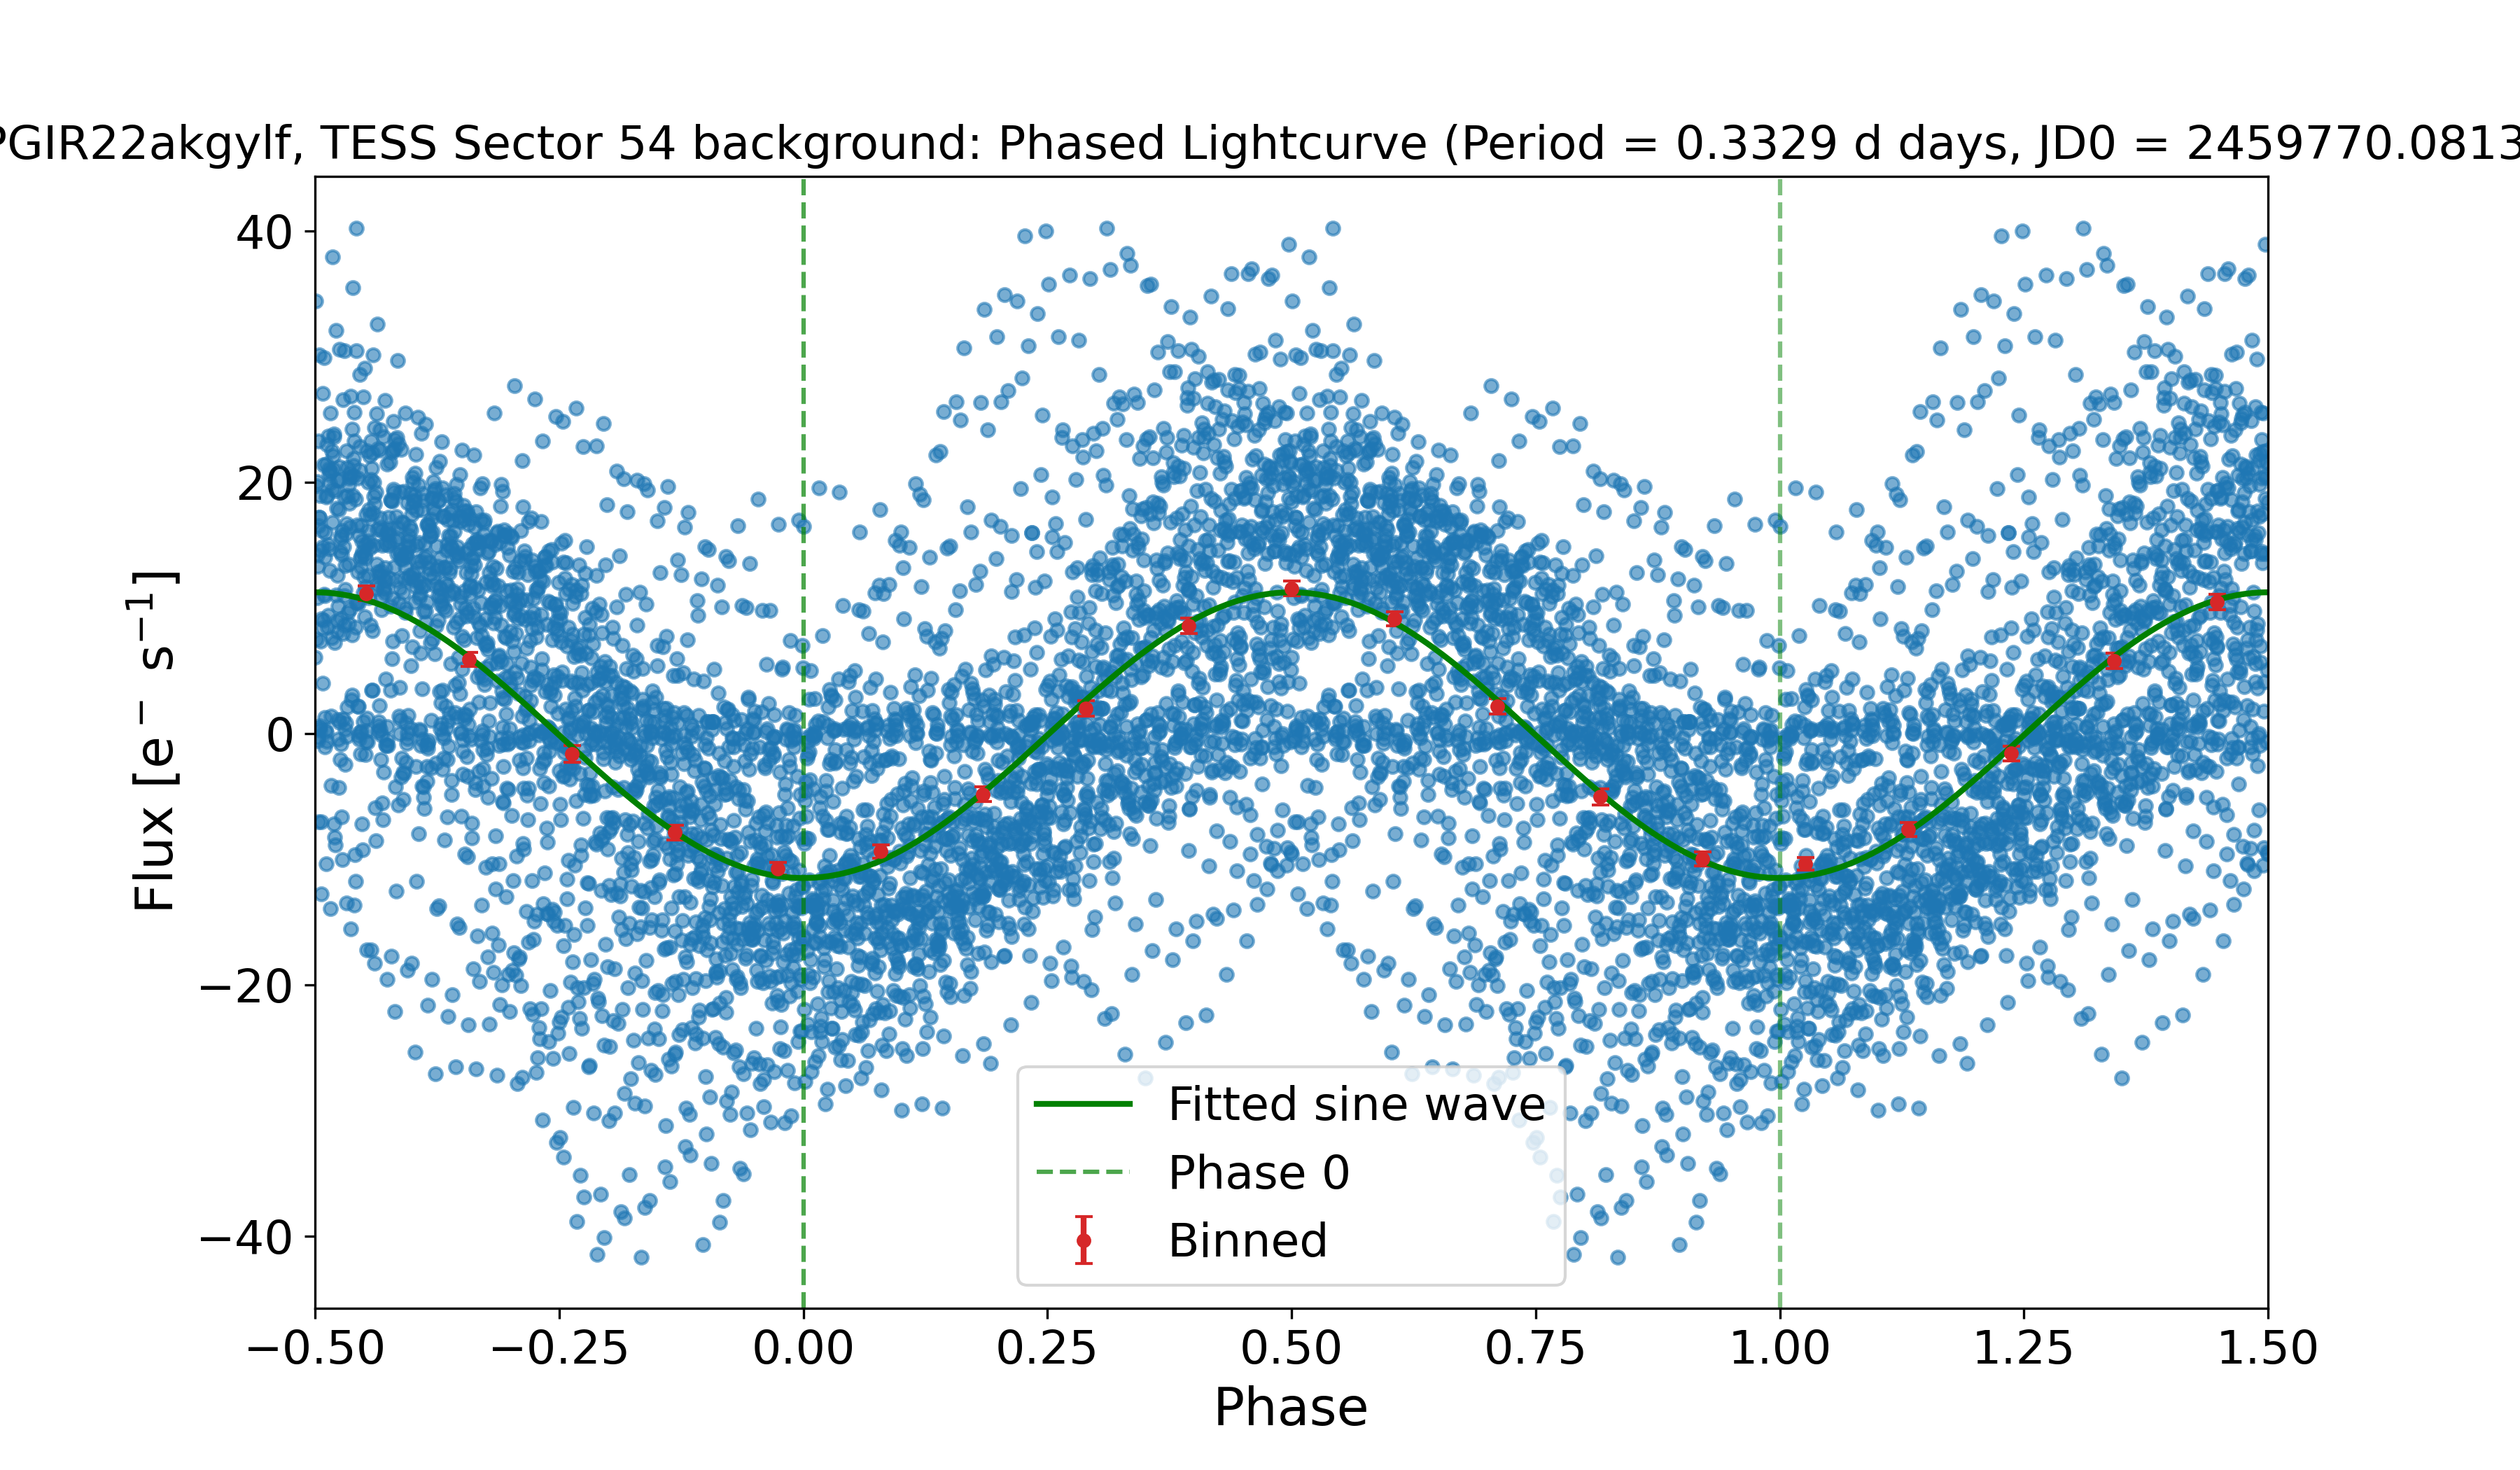 PGIR22akgylf, TESS Sector 54 background: Phased Lightcurve (Period = 0.3329 d days, JD0 = 2459770.0813
40
20
0
−20
−40
Flux [e⁻ s⁻¹]
Fitted sine wave
Phase 0
Binned
−0.50 −0.25 0.00 0.25 0.50 0.75 1.00 1.25 1.50
Phase